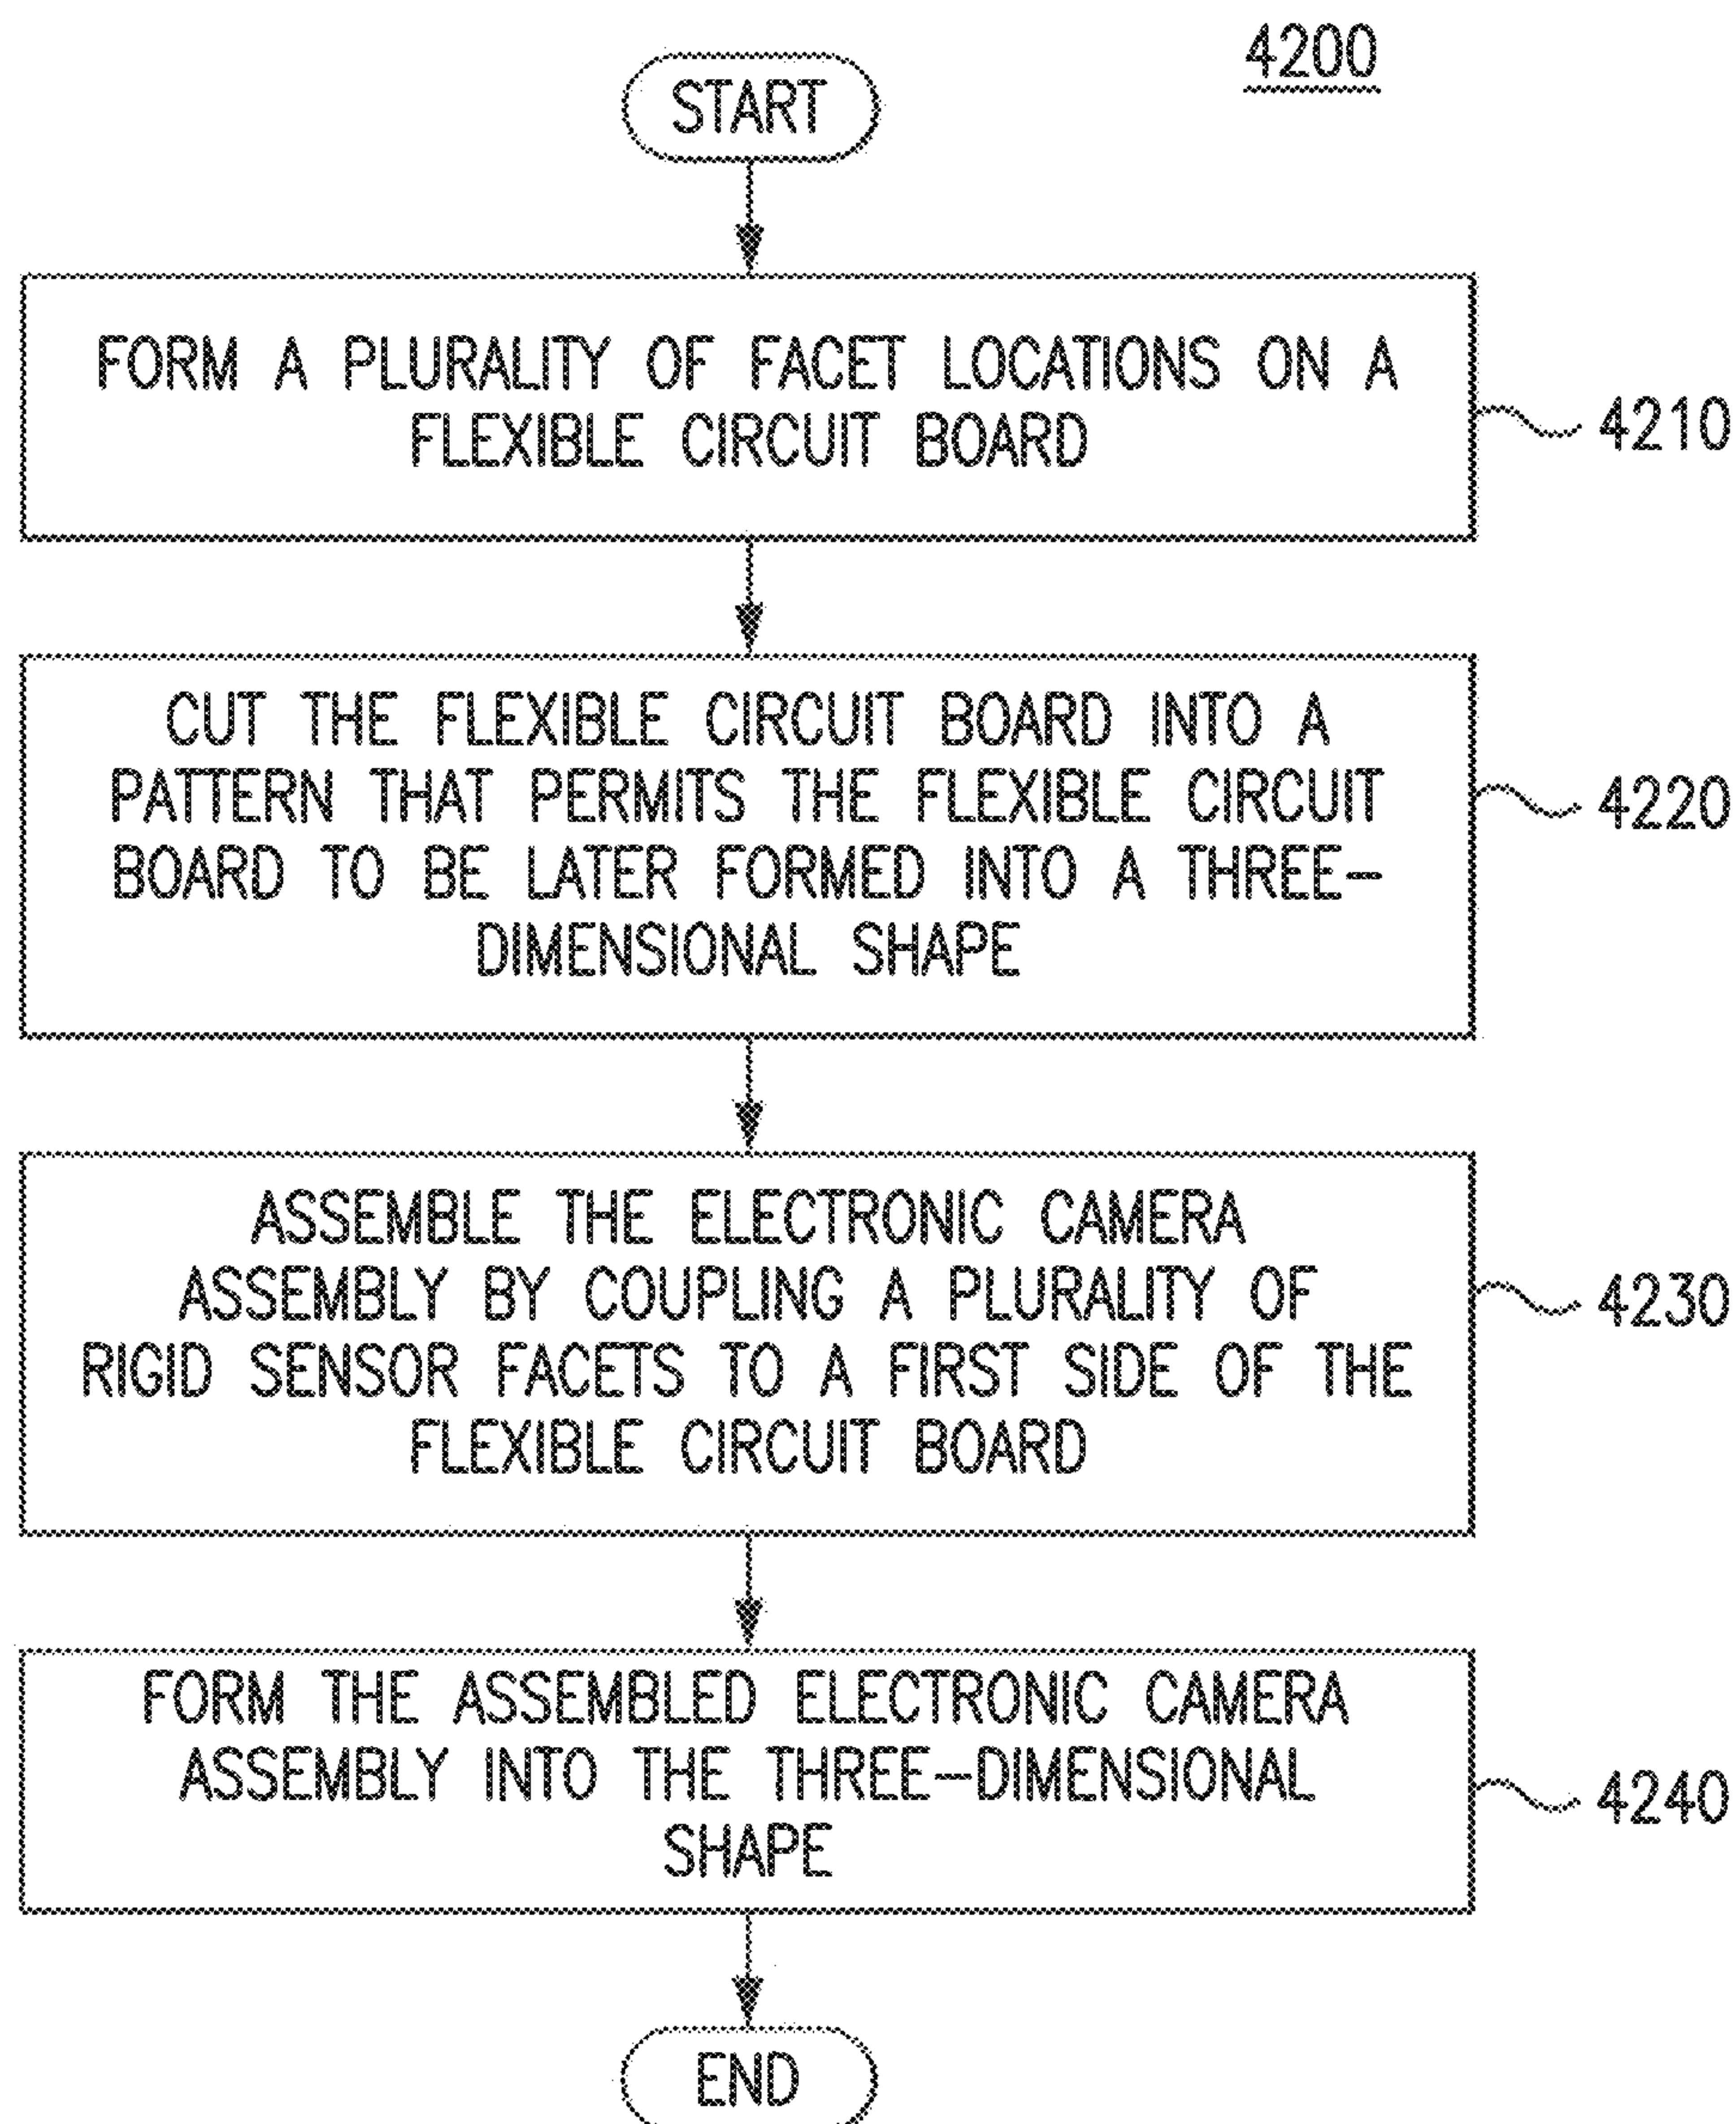 4200
START
FORM A PLURALITY OF FACET LOCATIONS ON A
FLEXIBLE CIRCUIT BOARD
4210
CUT THE FLEXIBLE CIRCUIT BOARD INTO A
PATTERN THAT PERMITS THE FLEXIBLE CIRCUIT
BOARD TO BE LATER FORMED INTO A THREE-
DIMENSIONAL SHAPE
4220
ASSEMBLE THE ELECTRONIC CAMERA
ASSEMBLY BY COUPLING A PLURALITY OF
RIGID SENSOR FACETS TO A FIRST SIDE OF THE
FLEXIBLE CIRCUIT BOARD
4230
FORM THE ASSEMBLED ELECTRONIC CAMERA
ASSEMBLY INTO THE THREE-DIMENSIONAL
SHAPE
4240
END